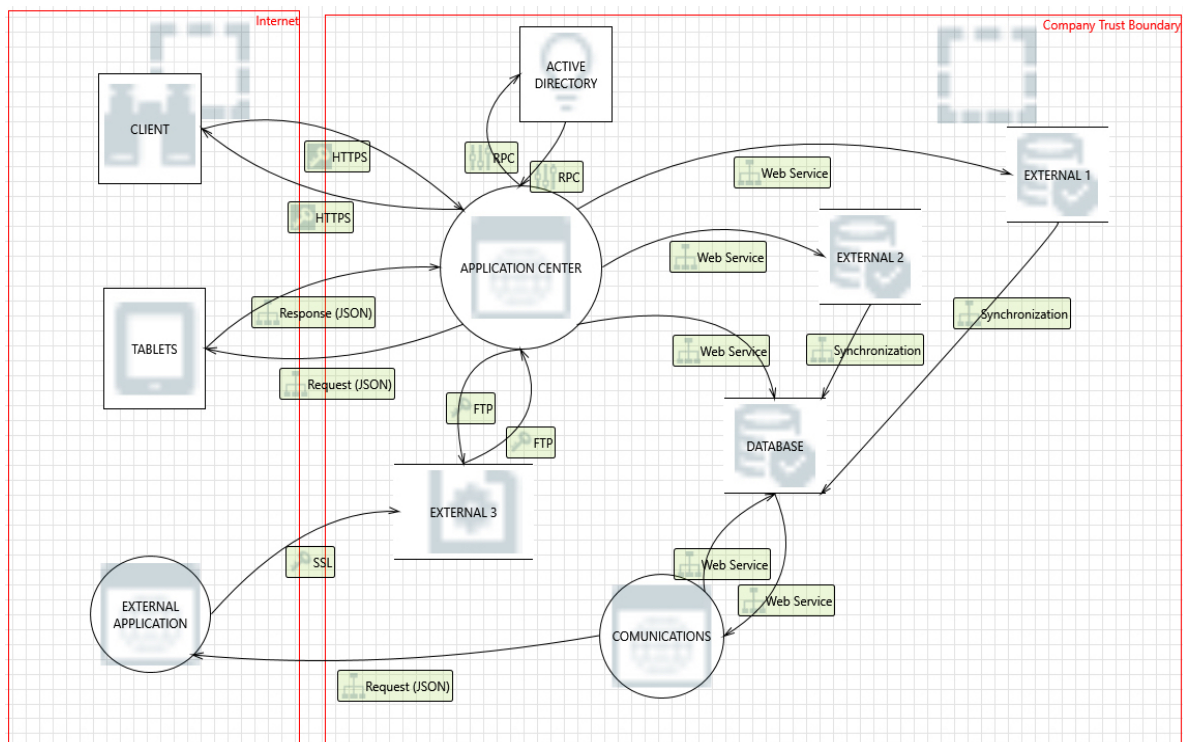 Internet
Company Trust Boundary
ACTIVE
DIRECTORY
CLIENT
HTTPS
RPC
RPC
Web Service
EXTERNAL 1
HTTPS
APPLICATION CENTER
Web Service
EXTERNAL 2
Response (JSON)
Synchronization
TABLETS
Web Service
Synchronization
Request (JSON)
FTP
FTP
DATABASE
EXTERNAL 3
SSL
Web Service
Web Service
EXTERNAL
APPLICATION
COMUNICATIONS
Request (JSON)